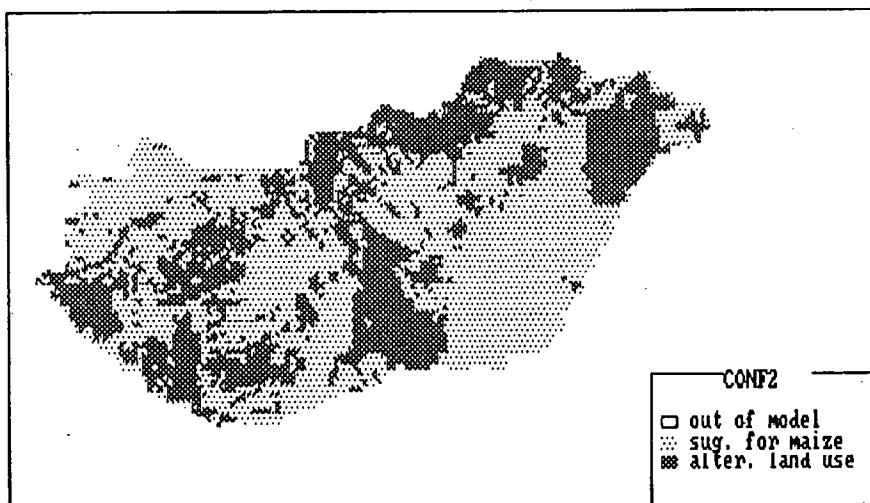 CONF2
out of model
sug. for maize
alter. land use